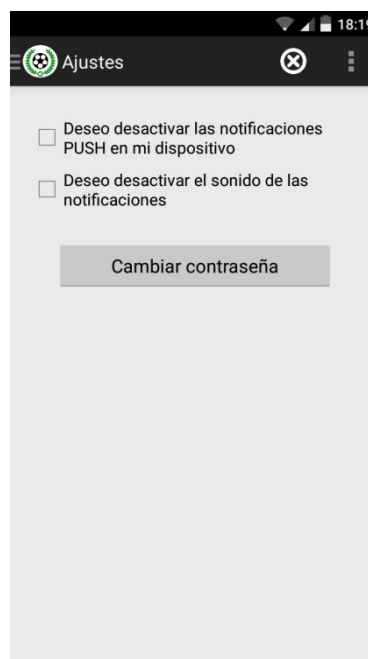 18:19
Ajustes
Deseo desactivar las notificaciones
PUSH en mi dispositivo
Deseo desactivar el sonido de las
notificaciones
Cambiar contraseña